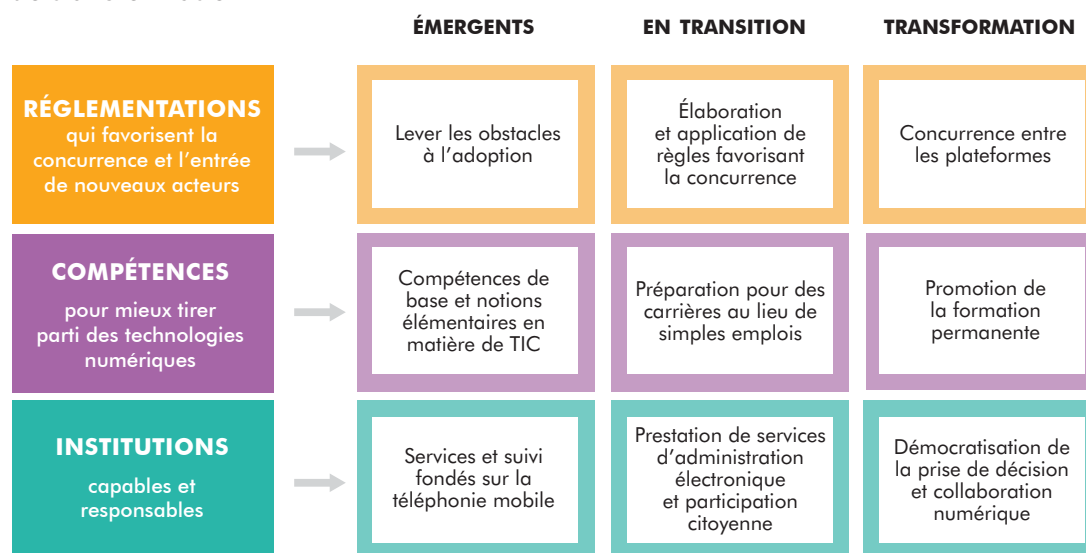 ÉMERGENTS
EN TRANSITION
TRANSFORMATION
RÉGLEMENTATIONS
qui favorisent la
concurrence et l'entrée
de nouveaux acteurs
Lever les obstacles
à l'adoption
Élaboration
et application de
règles favorisant
la concurrence
Concurrence entre
les plateformes
COMPÉTENCES
pour mieux tirer
parti des technologies
numériques
Compétences de
base et notions
élémentaires en
matière de TIC
Préparation pour des
carrières au lieu de
simples emplois
Promotion de
la formation
permanente
INSTITUTIONS
capables et
responsables
Services et suivi
fondés sur la
téléphonie mobile
Prestation de services
d'administration
électronique
et participation
citoyenne
Démocratisation de
la prise de décision
et collaboration
numérique